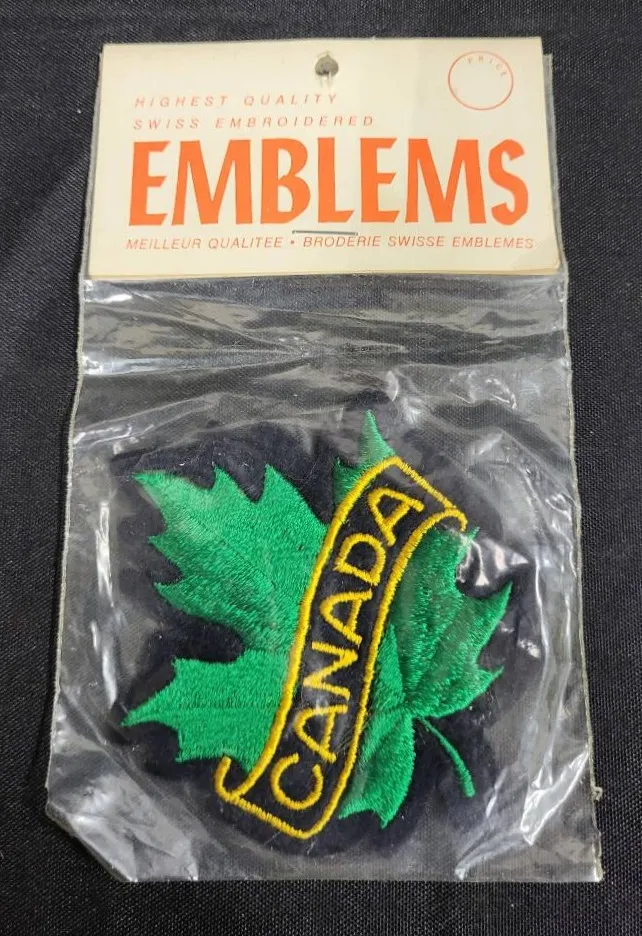 PRICE
HIGHEST QUALITY
SWISS EMBROIDERED
EMBLEMS
MEILLEUR QUALITEE • BRODERIE SWISSE EMBLEMES
CANADA